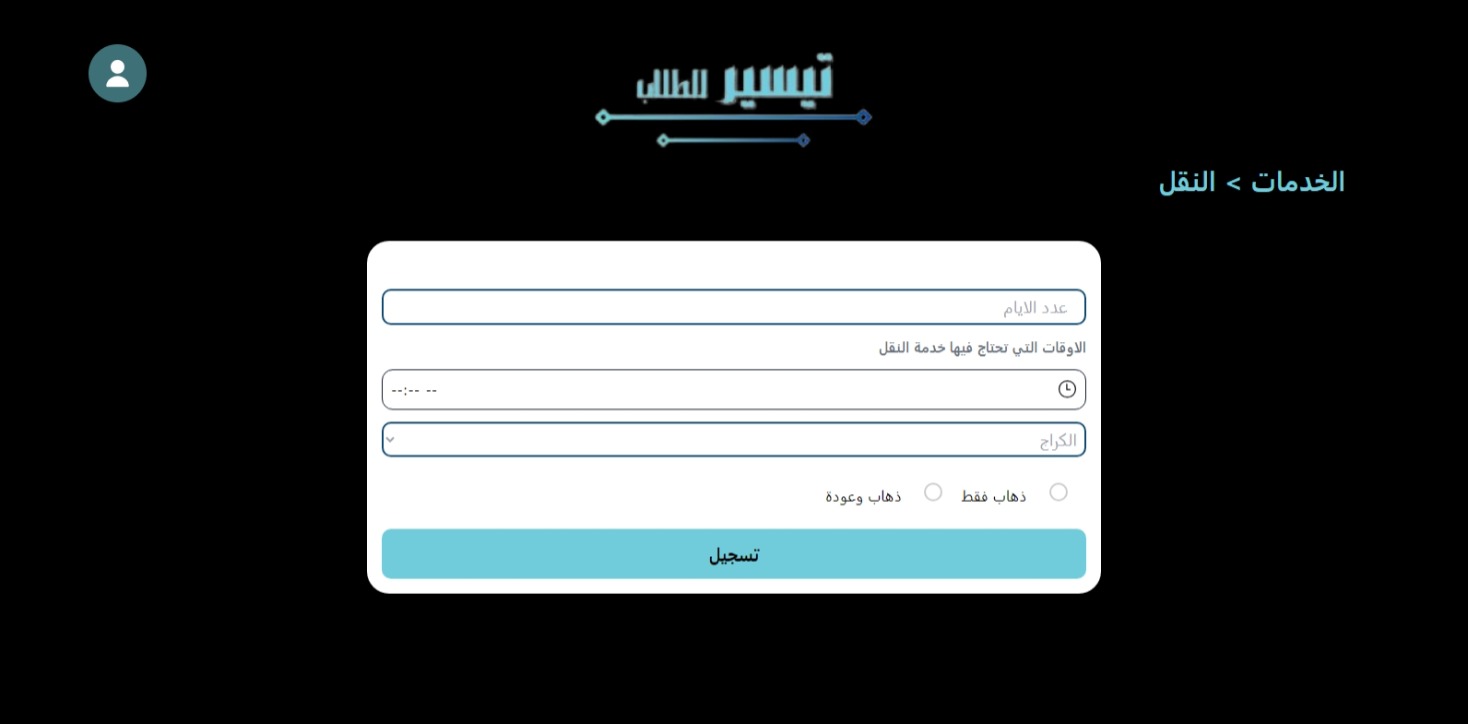 تيسير للطلاب
الخدمات > النقل
عدد الايام
الاوقات التي تحتاج فيها خدمة النقل
--:-- --
الكراج
ذهاب فقط
ذهاب وعودة
تسجيل